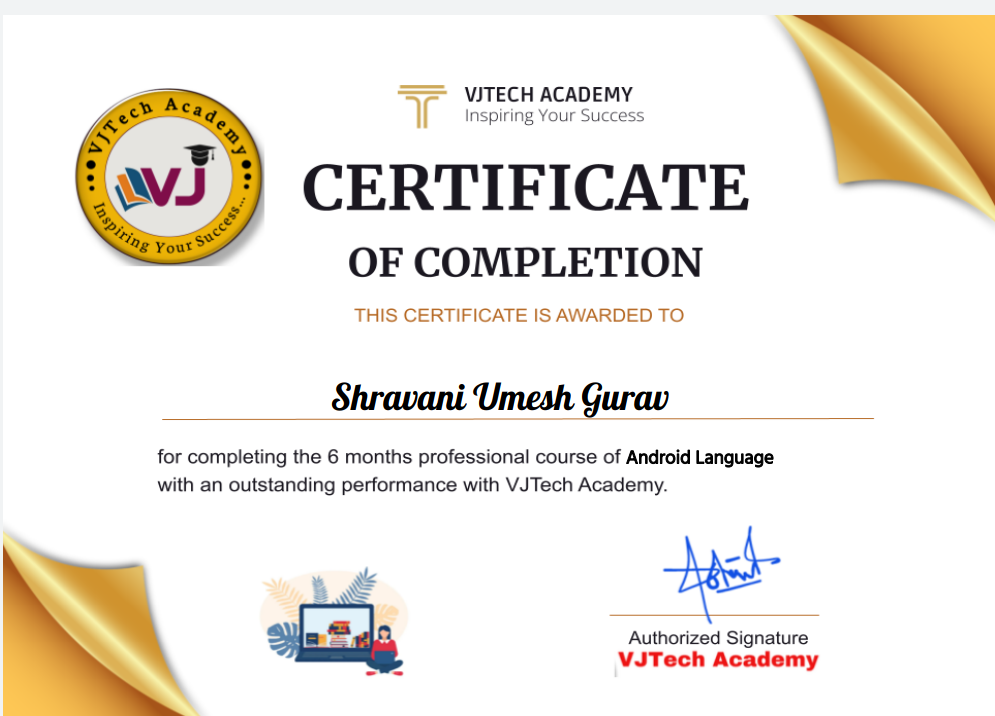 VJTech Academy
VJ
Inspiring Your Success...
VJTECH ACADEMY
Inspiring Your Success
CERTIFICATE
OF COMPLETION
THIS CERTIFICATE IS AWARDED TO
Shravani Umesh Gurav
for completing the 6 months professional course of Android Language
with an outstanding performance with VJTech Academy.
Authorized Signature
VJTech Academy